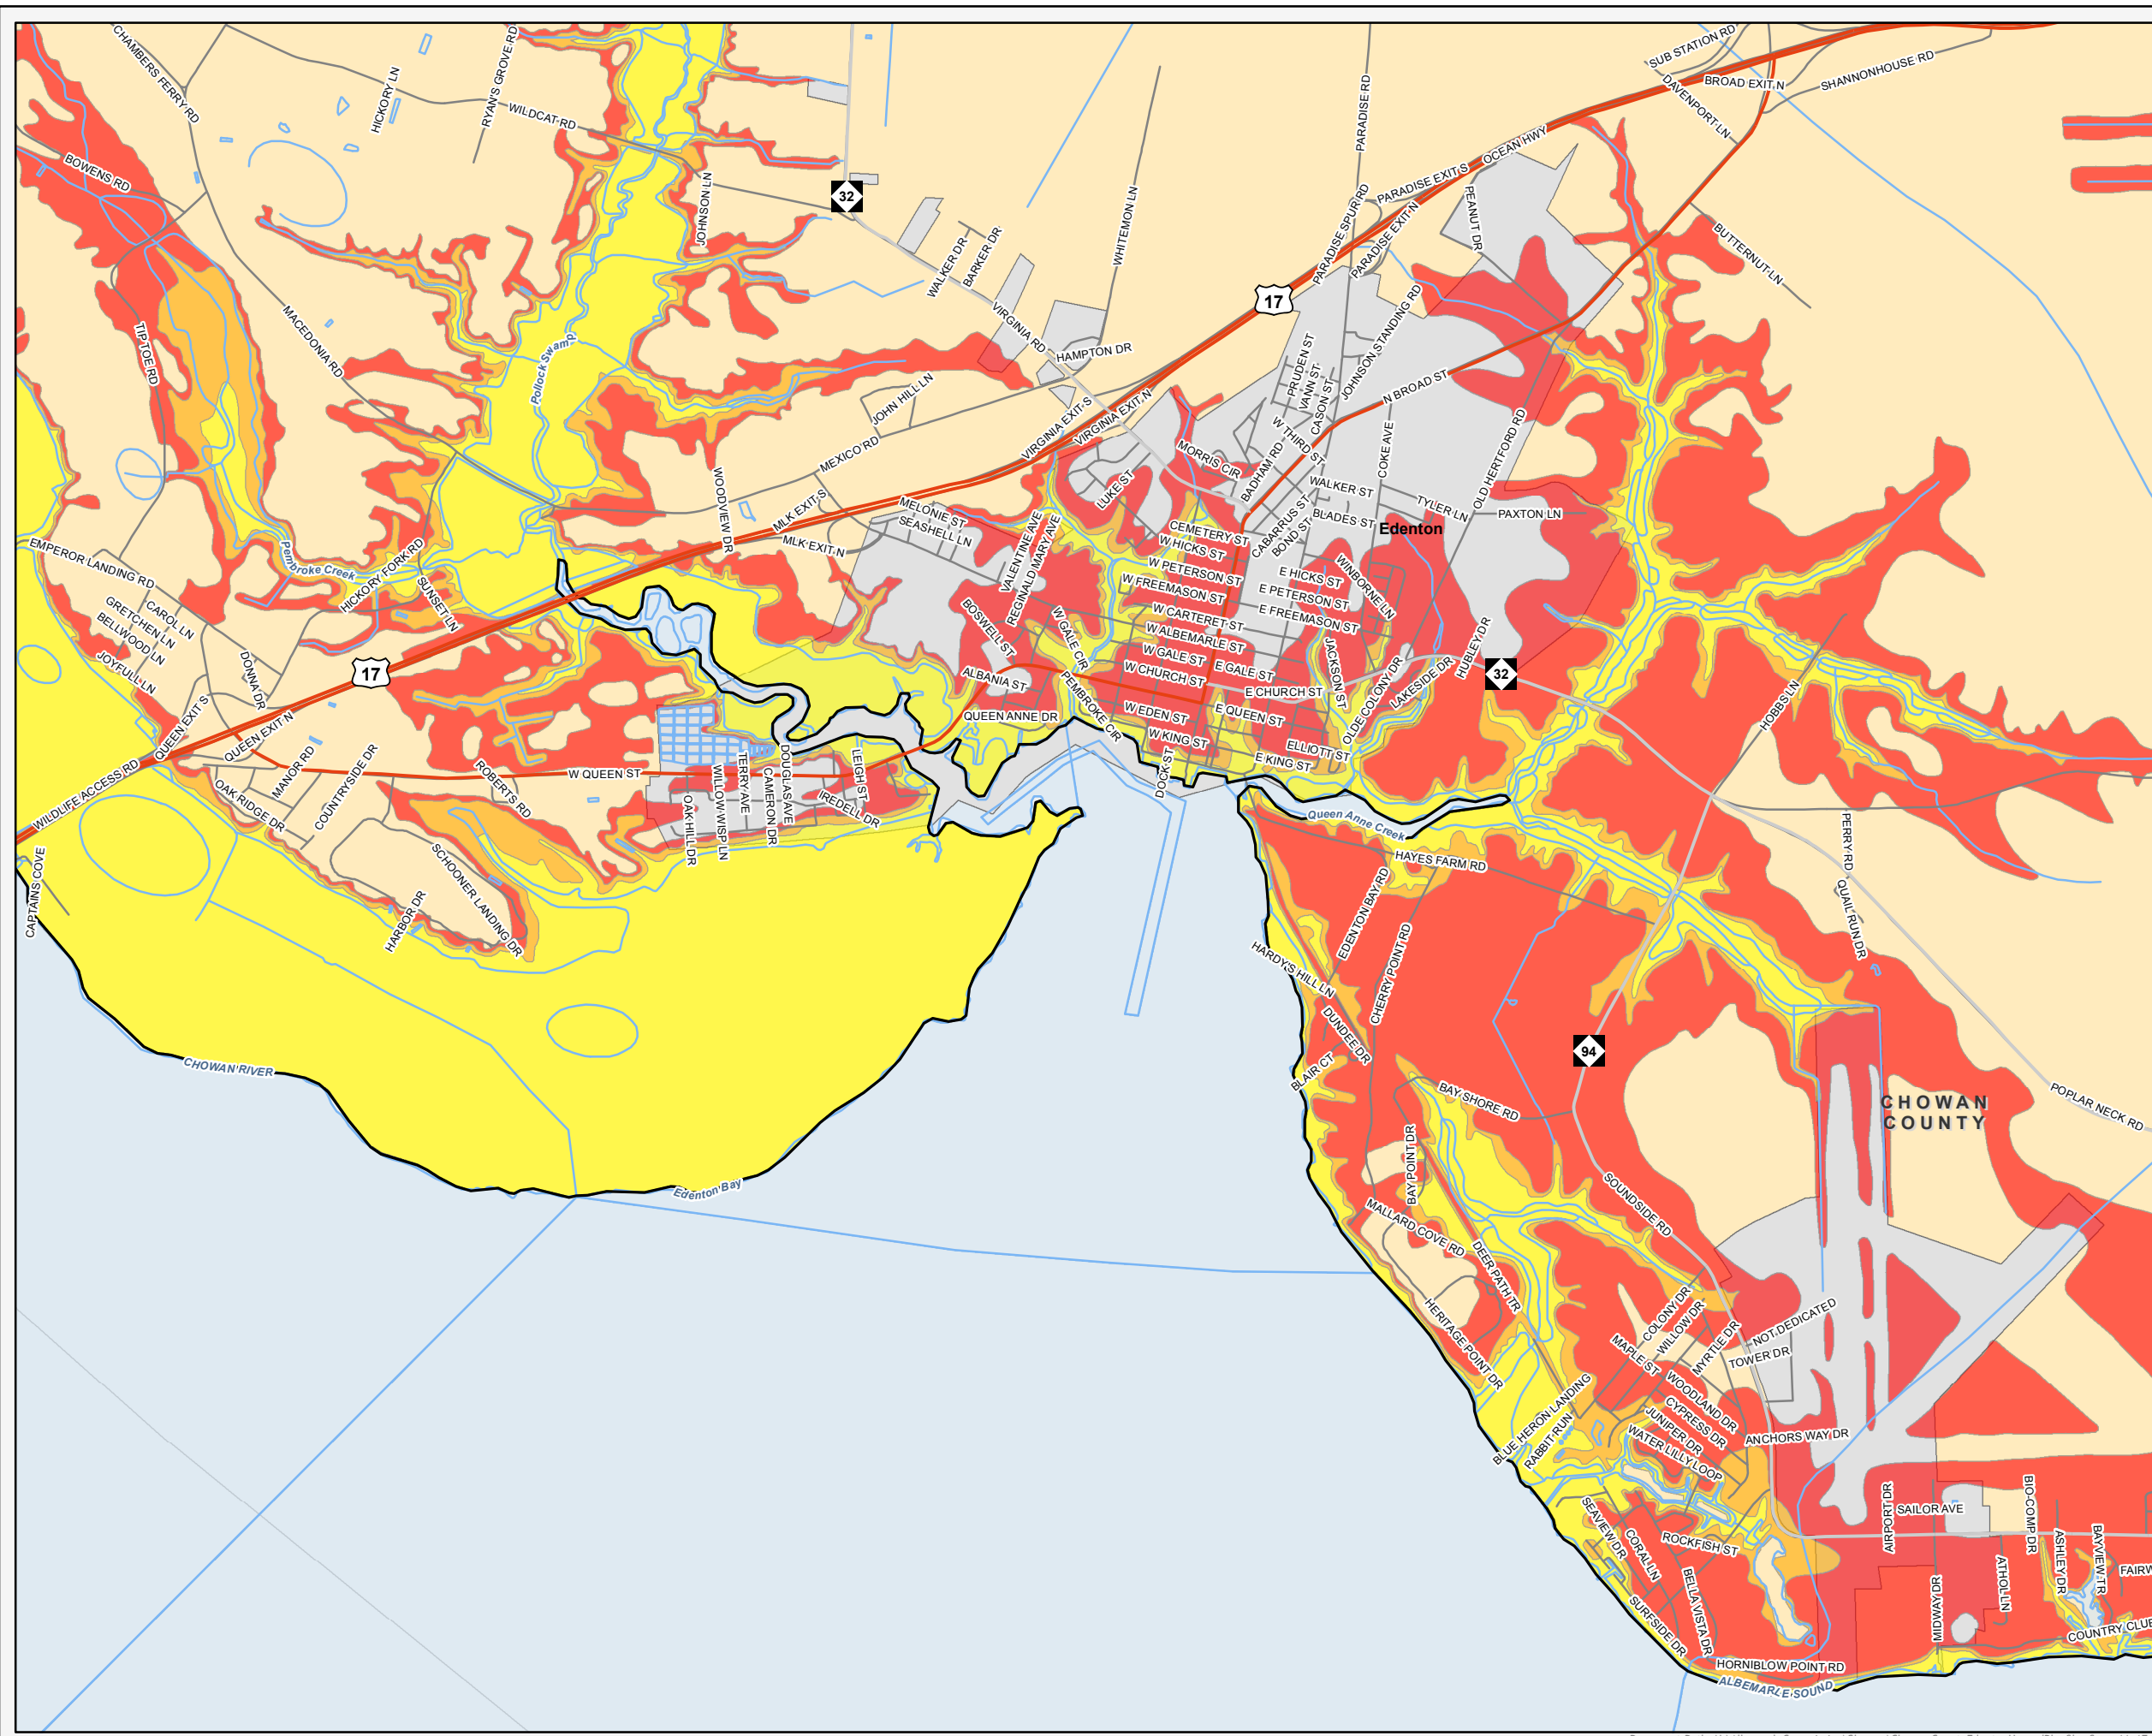 CHAMBERS FERRY RD
HICKORY LN
RYAN'S GROVE RD
WILDCAT RD
BOWENS RD
JOHNSON LN
32
WALKER DR
BARKER DR
WHITEMON LN
PARADISE RD
SUB STATION RD
BROAD EXIT N
SHANNONHOUSE RD
DAVENPORT LN
OCEAN HWY
PARADISE EXIT S
PARADISE SPUR RD
PARADISE EXIT N
PEANUT DR
BUTTERNUT LN
17
TIP TOE RD
MACEDONIA RD
Pollock Swamp
VIRGINIA RD
HAMPTON DR
JOHN HILL LN
MEXICO RD
VIRGINIA EXIT S
VIRGINIA EXIT N
PRUDEN ST
VANN ST
CASON ST
JOHNSON STANDING RD
N BROAD ST
W THIRD ST
COKE AVE
OLD HERTFORD RD
MORRIS CIR
BADHAM RD
LUKE ST
WALKER ST
TYLER LN
PAXTON LN
BLADES ST
Edenton
CABARRUS ST
BOND ST
WOODVIEW DR
MLK EXIT S
MLK EXIT N
MELONIE ST
SEASHELL LN
VALENTINE AVE
REGINALD MARY AVE
CEMETERY ST
W HICKS ST
W PETERSON ST
W FREEMASON ST
W CARTERET ST
W ALBEMARLE ST
W GALE ST
W CHURCH ST
E HICKS ST
E PETERSON ST
E FREEMASON ST
WINBORNE LN
E GALE ST
E CHURCH ST
JACKSON ST
OLDE COLONY DR
LAKESIDE DR
HUBLEY DR
32
HOBBS LN
EMPEROR LANDING RD
Pembroke Creek
HICKORY FORK RD
SUNSET LN
CAROL LN
GRETCHEN LN
BELLWOOD LN
JOYFULL LN
DONNA DR
17
BOSWELL ST
W GALE CIR
ALBANIA ST
PEMBROKE CIR
QUEEN ANNE DR
W EDEN ST
E QUEEN ST
W KING ST
ELLIOTT ST
E KING ST
DOCK ST
QUEEN EXIT S
QUEEN EXIT N
WILDLIFE ACCESS RD
MANOR RD
OAK RIDGE DR
COUNTRYSIDE DR
ROBERTS RD
W QUEEN ST
OAK HILL DR
WILLOW WISP LN
TERRY AVE
CAMERON DR
DOUGLAS AVE
LEIGH ST
IREDELL DR
CAPTAINS COVE
HARBOR DR
SCHOONER LANDING DR
Queen Anne Creek
HAYES FARM RD
EDENTON BAY RD
CHERRY POINT RD
HARDY'S HILL LN
DUNDEE DR
BLAIR CT
PERRY RD
QUAIL RUN DR
94
CHOWAN RIVER
Edenton Bay
BAY SHORE RD
BAY POINT DR
MALLARD COVE RD
DEER PATH TR
HERITAGE POINT DR
SOUNDSIDE RD
CHOWAN
COUNTY
POPLAR NECK RD
COLONY DR
WILLOW DR
MYRTLE DR
MAPLE ST
NOT DEDICATED
TOWER DR
WOODLAND DR
CYPRESS DR
JUNIPER DR
WATER LILLY LOOP
ANCHORS WAY DR
BLUE HERON LANDING
RABBIT RUN
SEAVIEW DR
CORAL LN
ROCKFISH ST
BELLA VISTA DR
SURFSIDE DR
AIRPORT DR
SAILOR AVE
MIDWAY DR
ATHOL LN
BIO-COMP DR
ASHLEY DR
BAYVIEW TR
FAIRW
COUNTRY CLUB
HORNIBLOW POINT RD
ALBEMARLE SOUND